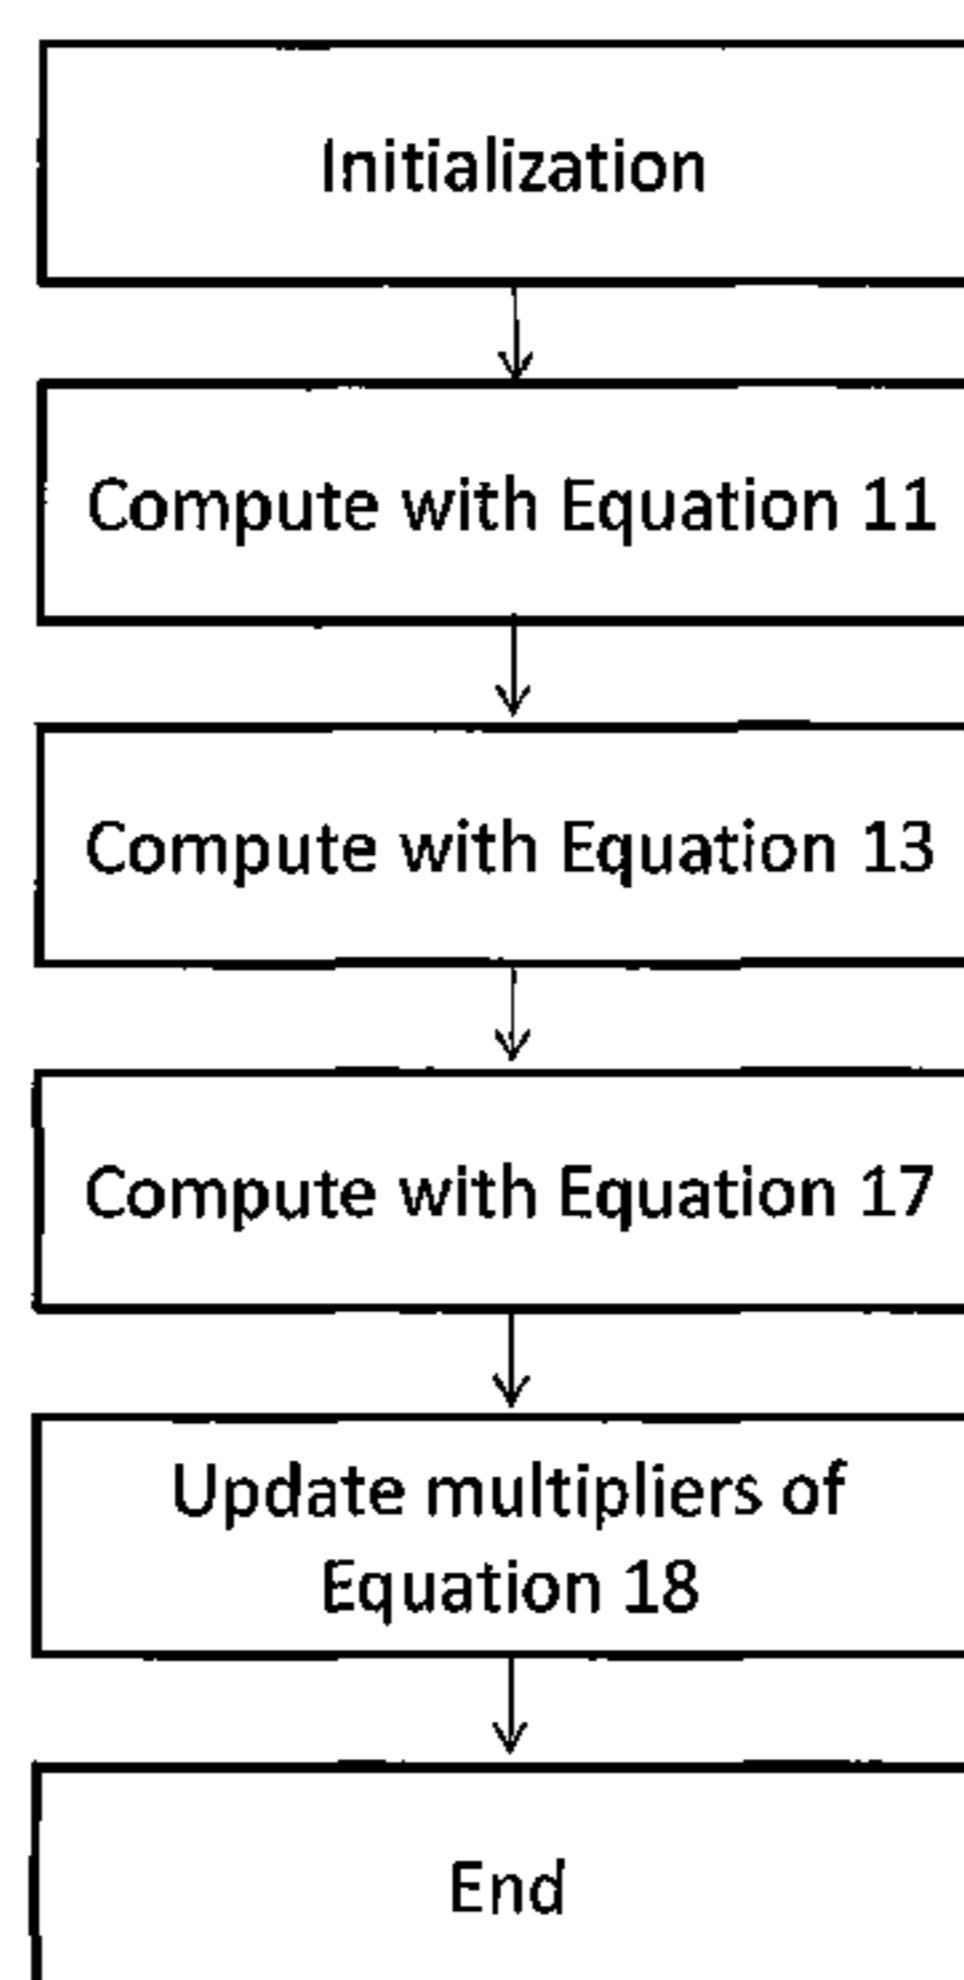 Initialization
Compute with Equation 11
Compute with Equation 13
Compute with Equation 17
Update multipliers of
Equation 18
End